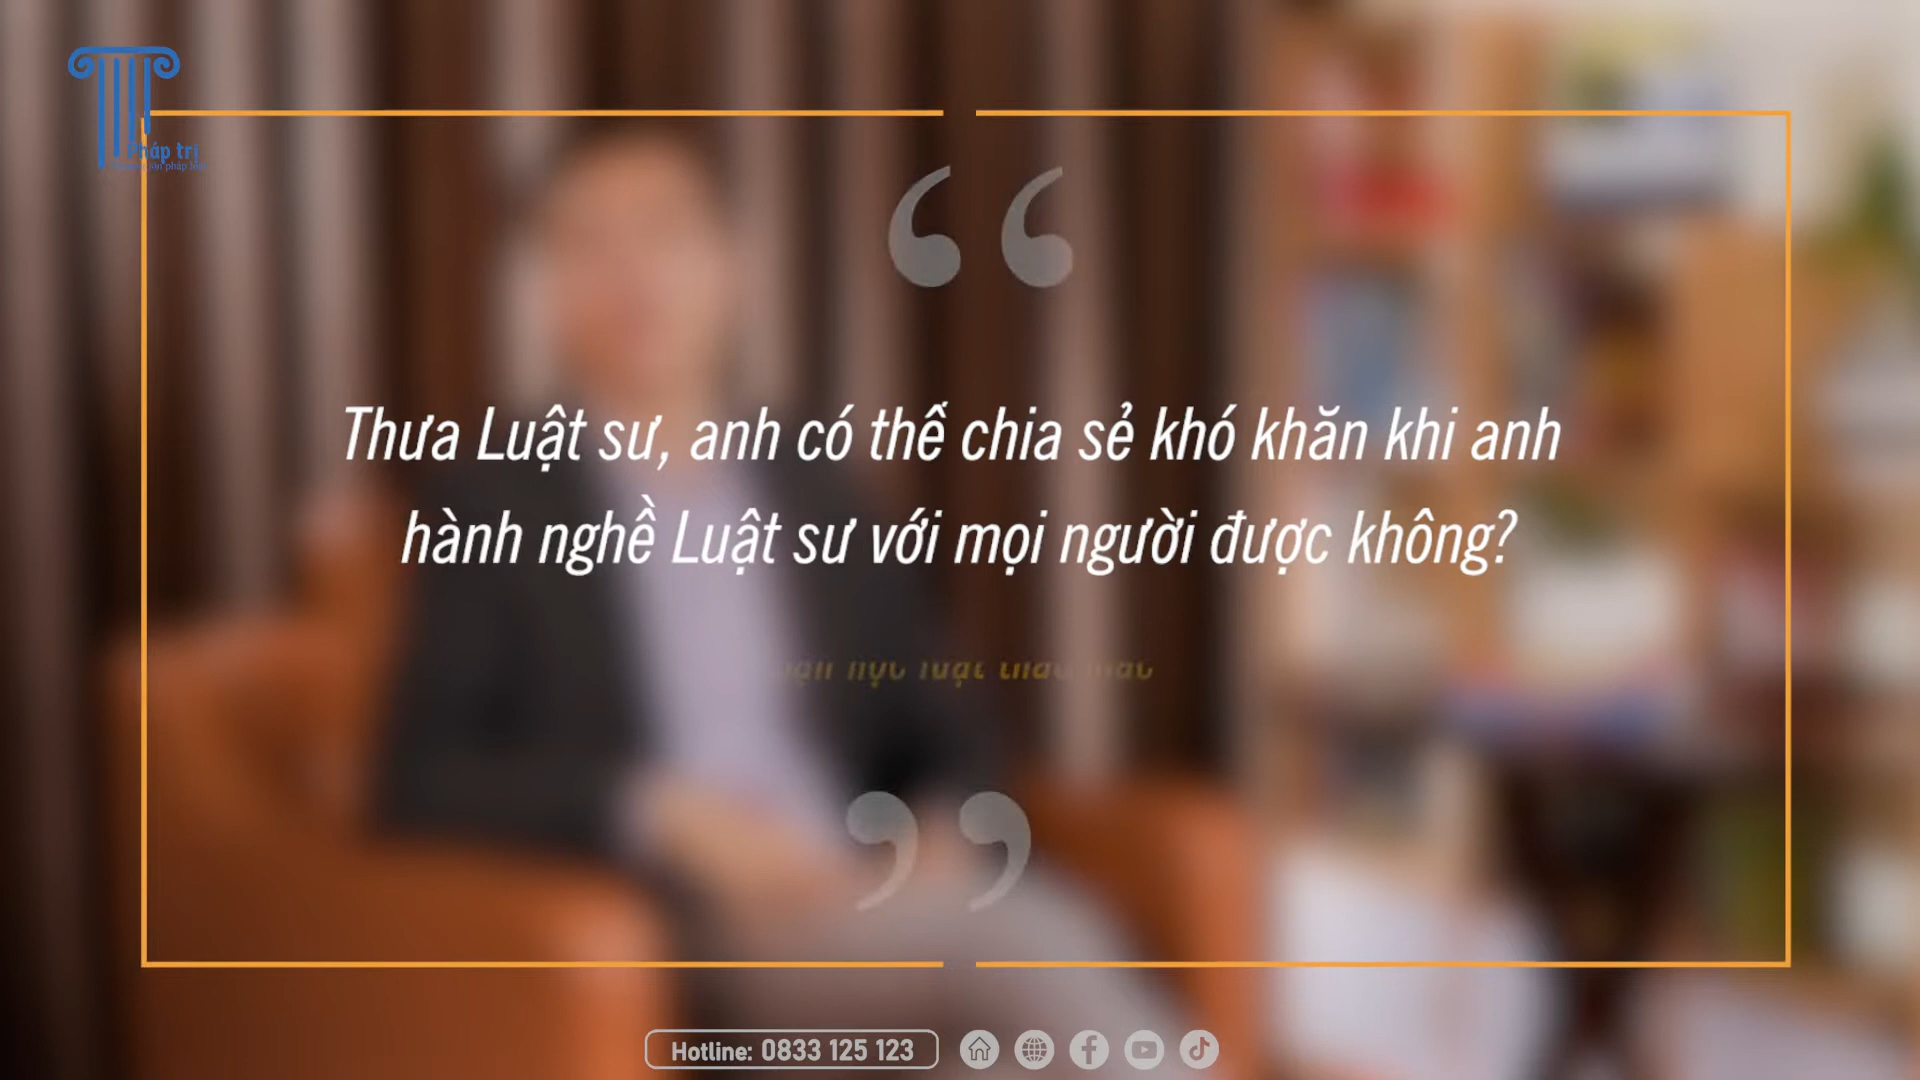 Pháp trị
Thưa Luật sư, anh có thể chia sẻ khó khăn khi anh
hành nghề Luật sư với mọi người được không?
Hotline: 0833 125 123